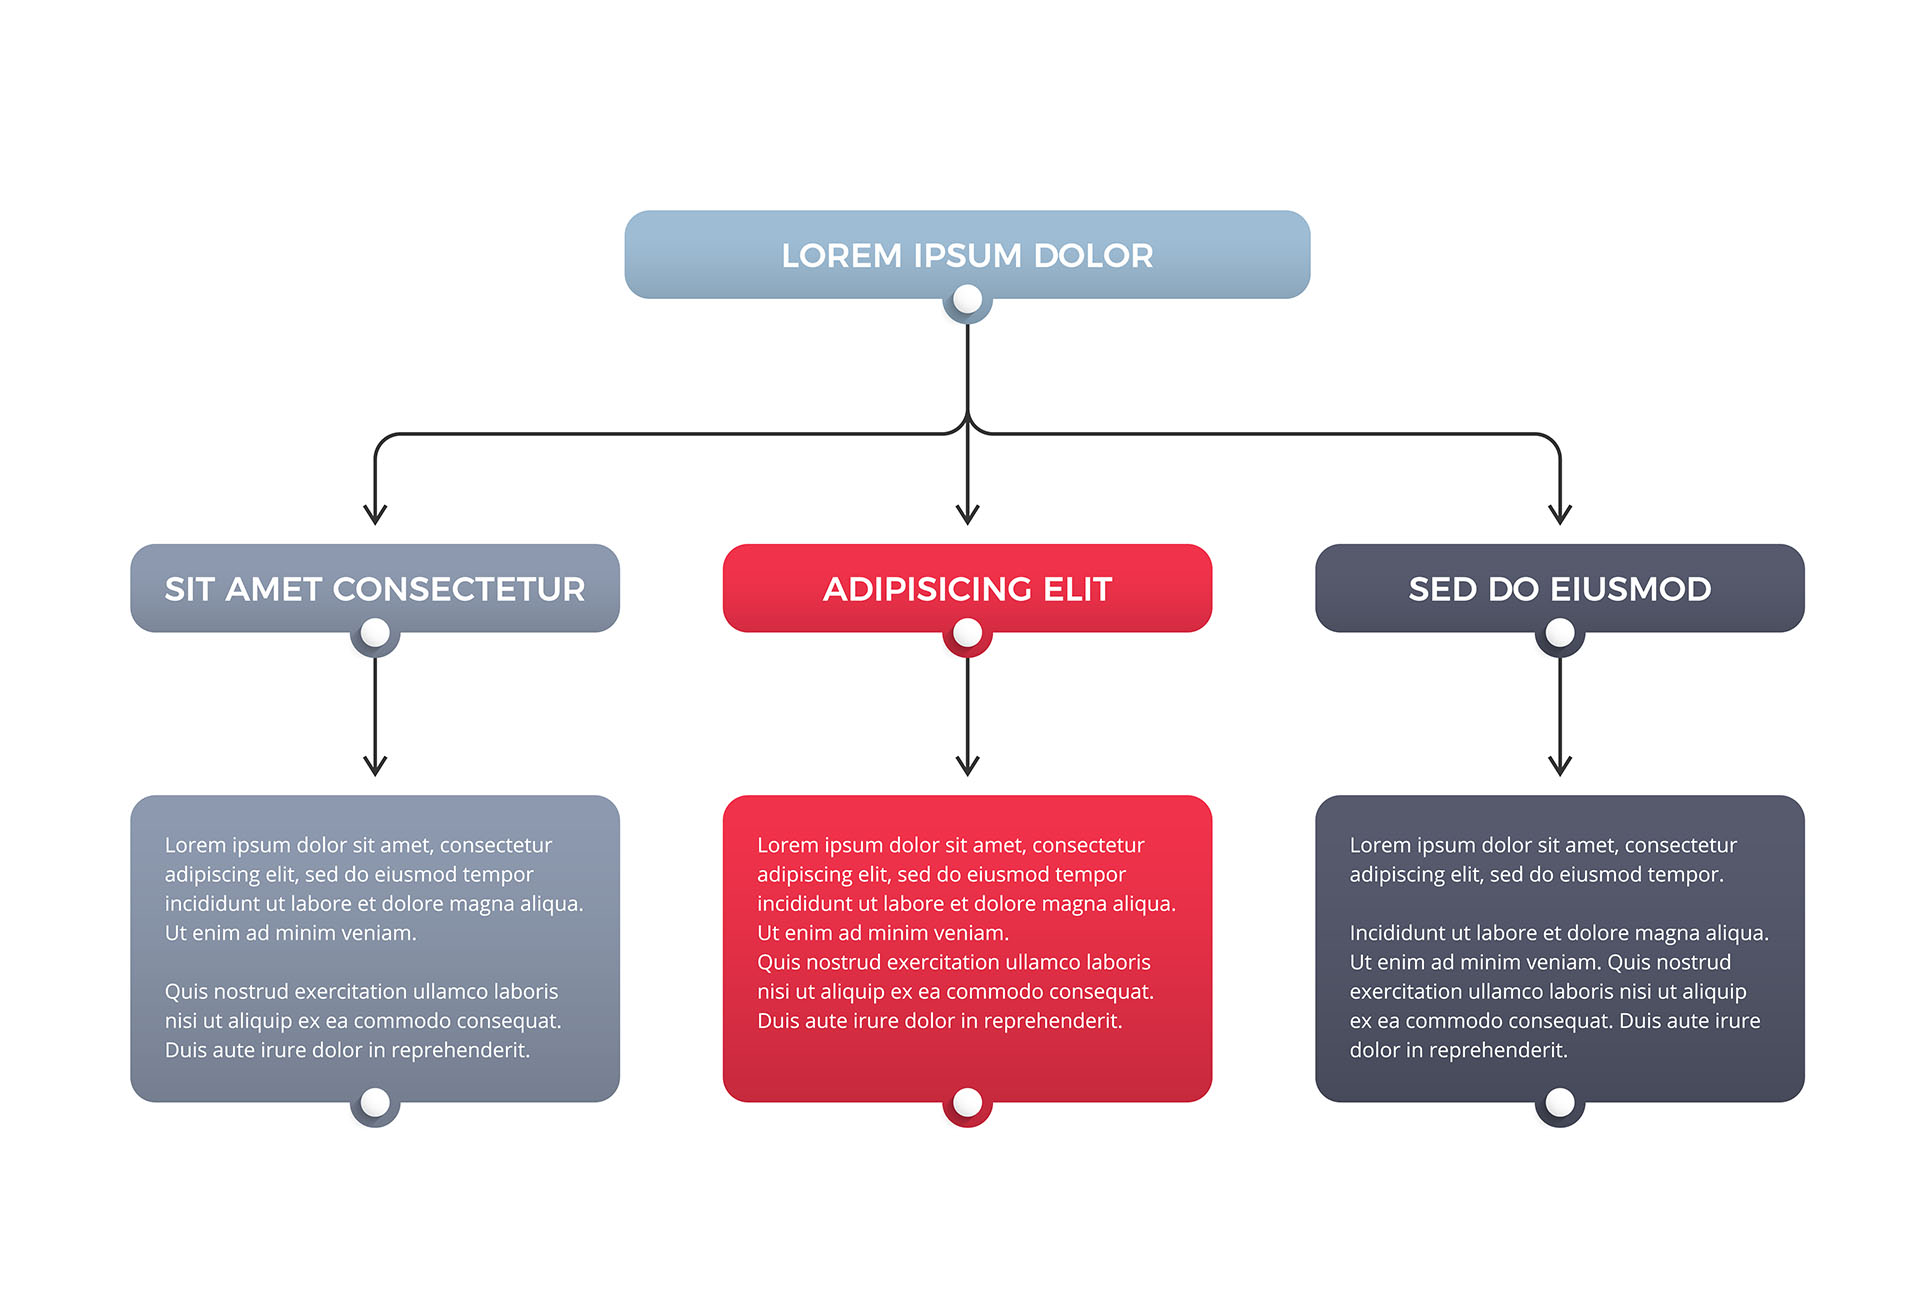 LOREM IPSUM DOLOR
SIT AMET CONSECTETUR
ADIPISICING ELIT
SED DO EIUSMOD
Lorem ipsum dolor sit amet, consectetur
adipiscing elit, sed do eiusmod tempor
incididunt ut labore et dolore magna aliqua.
Ut enim ad minim veniam.
Quis nostrud exercitation ullamco laboris
nisi ut aliquip ex ea commodo consequat.
Duis aute irure dolor in reprehenderit.
Lorem ipsum dolor sit amet, consectetur
adipiscing elit, sed do eiusmod tempor
incididunt ut labore et dolore magna aliqua.
Ut enim ad minim veniam.
Quis nostrud exercitation ullamco laboris
nisi ut aliquip ex ea commodo consequat.
Duis aute irure dolor in reprehenderit.
Lorem ipsum dolor sit amet, consectetur
adipiscing elit, sed do eiusmod tempor.
Incididunt ut labore et dolore magna aliqua.
Ut enim ad minim veniam. Quis nostrud
exercitation ullamco laboris nisi ut aliquip
ex ea commodo consequat. Duis aute irure
dolor in reprehenderit.